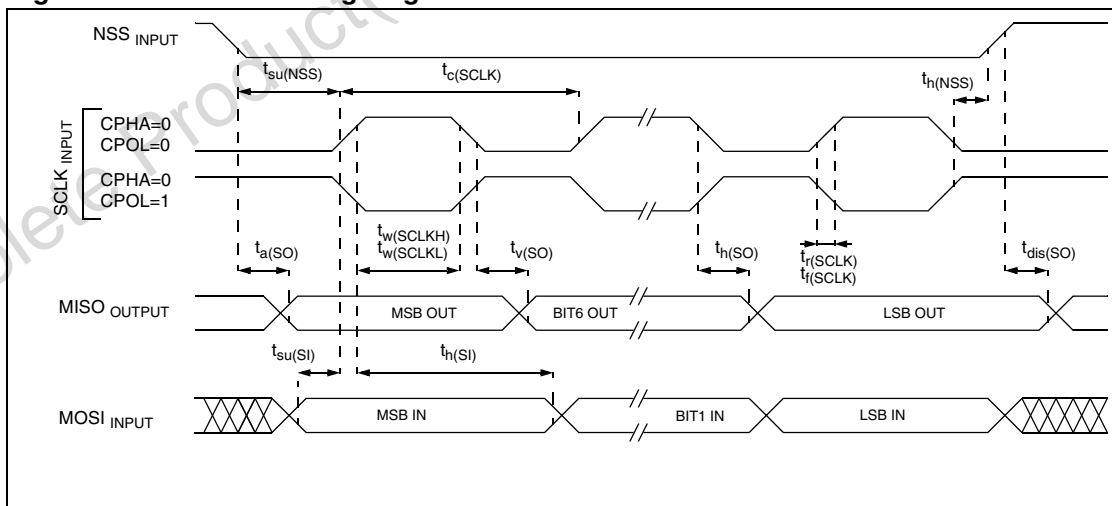 NSS INPUT
tsu(NSS)
tc(SCLK)
th(NSS)
SCLK INPUT
CPHA=0
CPOL=0
CPHA=0
CPOL=1
ta(SO)
tw(SCLKH)
tw(SCLKL)
tv(SO)
th(SO)
tr(SCLK)
tf(SCLK)
tdis(SO)
MISO OUTPUT
MSB OUT
BIT6 OUT
LSB OUT
tsu(SI)
th(SI)
MOSI INPUT
MSB IN
BIT1 IN
LSB IN